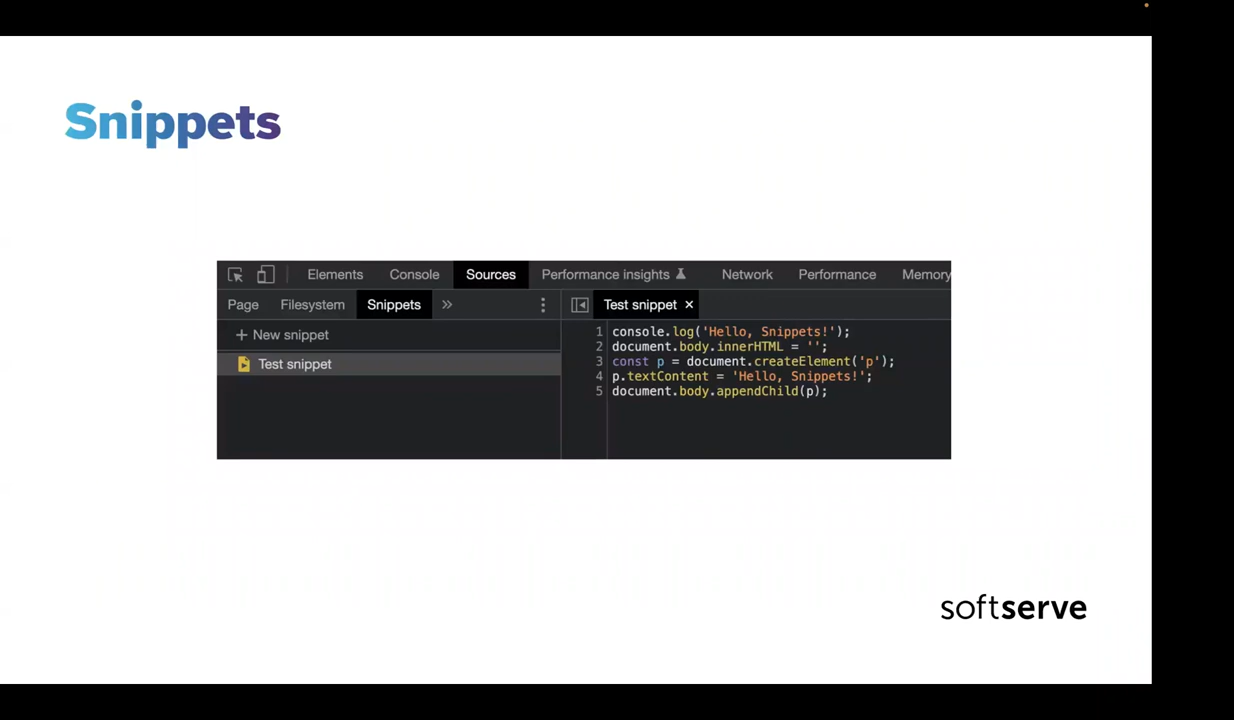 Snippets
Elements Console Sources Performance insights Network Performance Memory
Page Filesystem Snippets » Test snippet ×
+ New snippet
Test snippet
1 console.log('Hello, Snippets!');
2 document.body.innerHTML = '';
3 const p = document.createElement('p');
4 p.textContent = 'Hello, Snippets!';
5 document.body.appendChild(p);
softserve